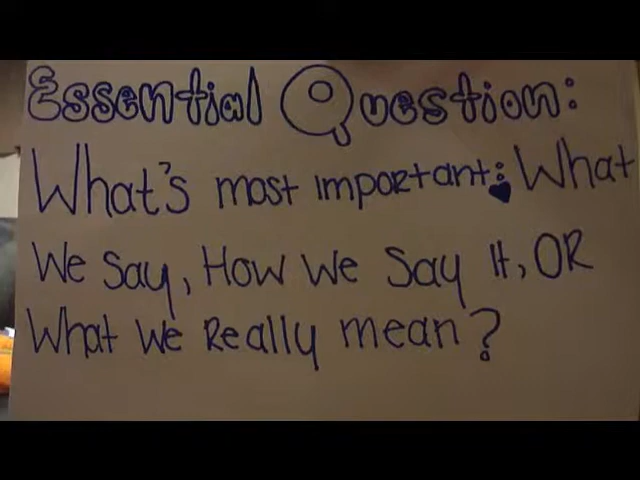 Essential Question:
What's most important: What
We Say, How We Say It, OR
What We Really mean?